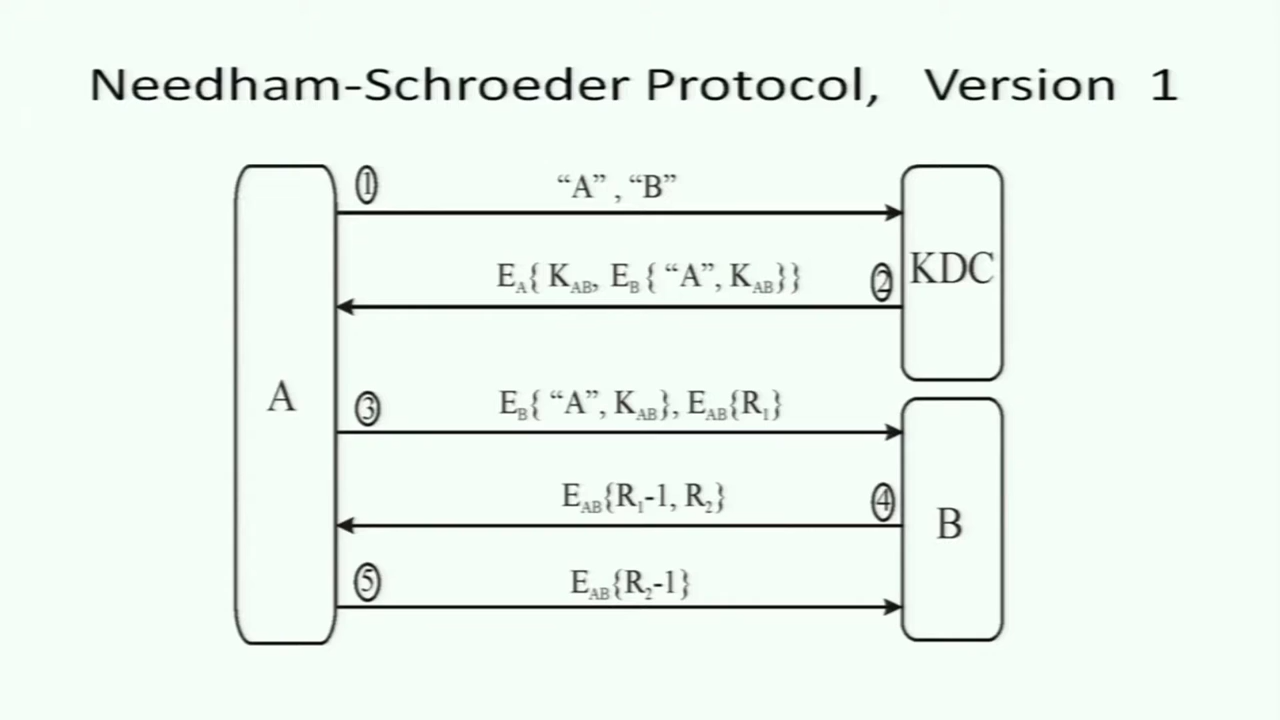 Needham-Schroeder Protocol, Version 1
① “A” , “B”
KDC
E_A{ K_AB, E_B{ “A”, K_AB}} ②
A
③ E_B{ “A”, K_AB}, E_AB{R_1}
E_AB{R_1-1, R_2} ④
B
⑤ E_AB{R_2-1}